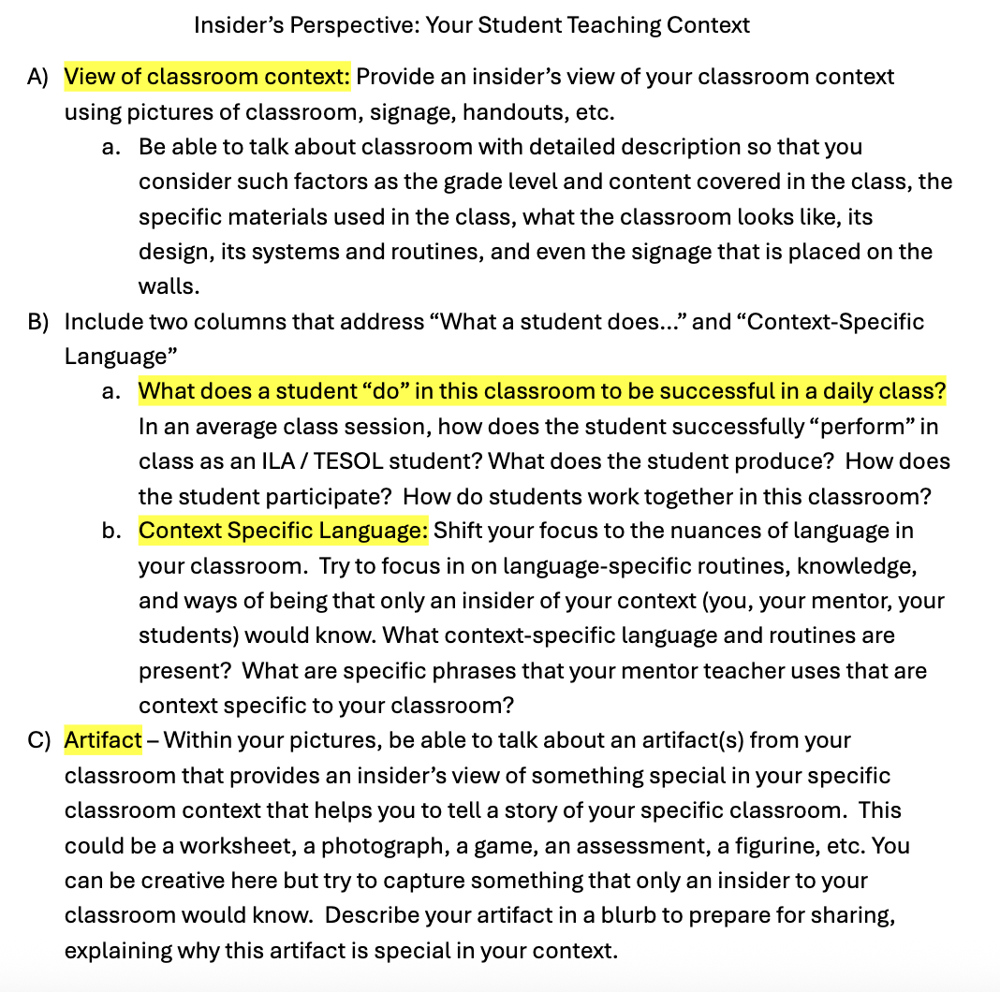 Insider’s Perspective: Your Student Teaching Context
A) View of classroom context: Provide an insider’s view of your classroom context
using pictures of classroom, signage, handouts, etc.
a. Be able to talk about classroom with detailed description so that you
consider such factors as the grade level and content covered in the class, the
specific materials used in the class, what the classroom looks like, its
design, its systems and routines, and even the signage that is placed on the
walls.
B) Include two columns that address “What a student does…” and “Context-Specific
Language”
a. What does a student “do” in this classroom to be successful in a daily class?
In an average class session, how does the student successfully “perform” in
class as an ILA / TESOL student? What does the student produce?  How does
the student participate?  How do students work together in this classroom?
b. Context Specific Language: Shift your focus to the nuances of language in
your classroom.  Try to focus in on language-specific routines, knowledge,
and ways of being that only an insider of your context (you, your mentor, your
students) would know. What context-specific language and routines are
present?  What are specific phrases that your mentor teacher uses that are
context specific to your classroom?
C) Artifact – Within your pictures, be able to talk about an artifact(s) from your
classroom that provides an insider’s view of something special in your specific
classroom context that helps you to tell a story of your specific classroom.  This
could be a worksheet, a photograph, a game, an assessment, a figurine, etc. You
can be creative here but try to capture something that only an insider to your
classroom would know.  Describe your artifact in a blurb to prepare for sharing,
explaining why this artifact is special in your context.